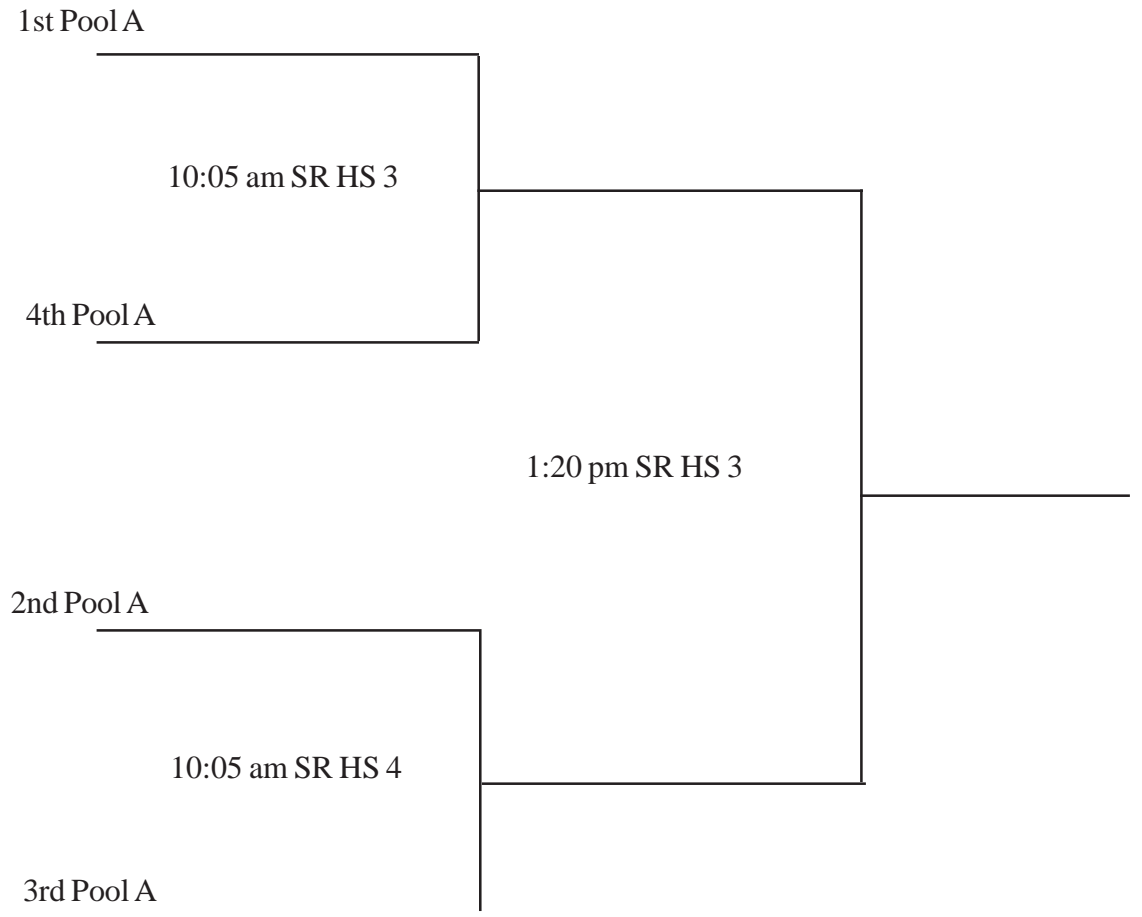 1st Pool A
10:05 am SR HS 3
4th Pool A
1:20 pm SR HS 3
2nd Pool A
10:05 am SR HS 4
3rd Pool A